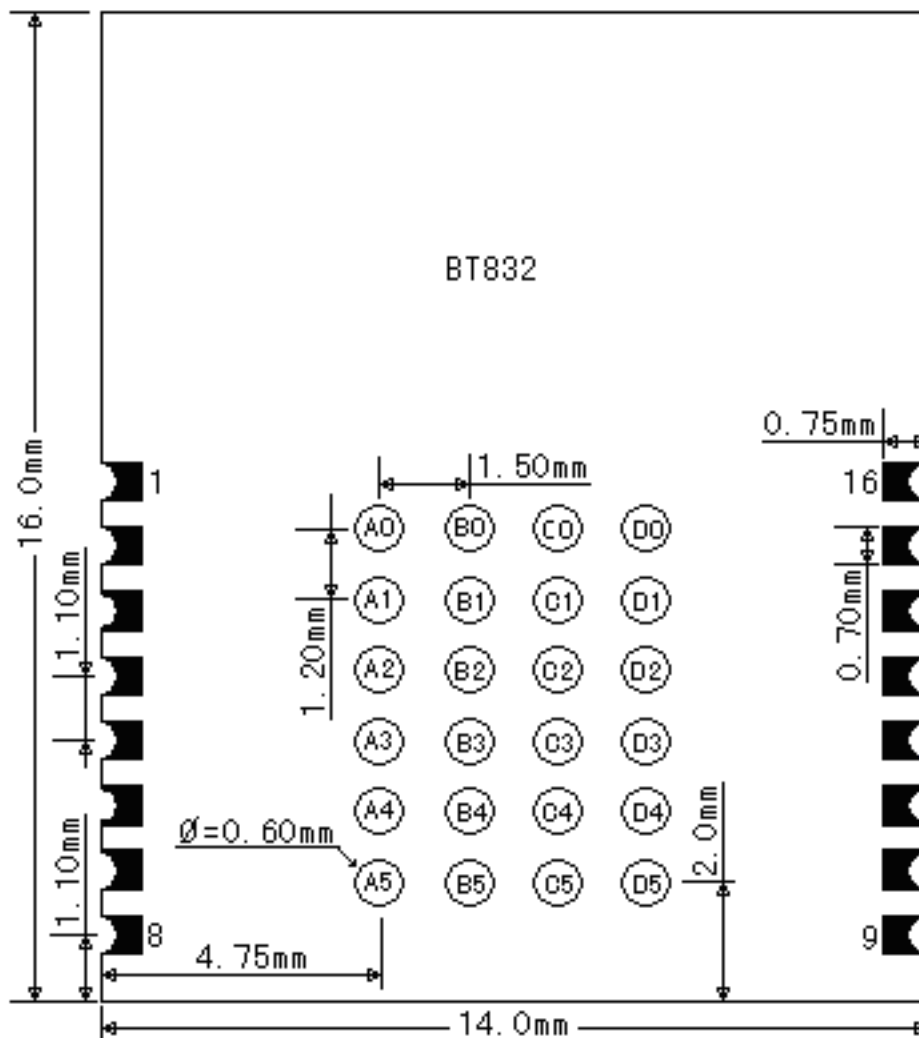 BT832
16.0mm
0.75mm
1
1.50mm
16
A0 B0 C0 D0
1.10mm
1.20mm
A1 B1 C1 D1
0.70mm
A2 B2 C2 D2
A3 B3 C3 D3
A4 B4 C4 D4
2.0mm
Ø=0.60mm
1.10mm
A5 B5 C5 D5
8
9
4.75mm
14.0mm